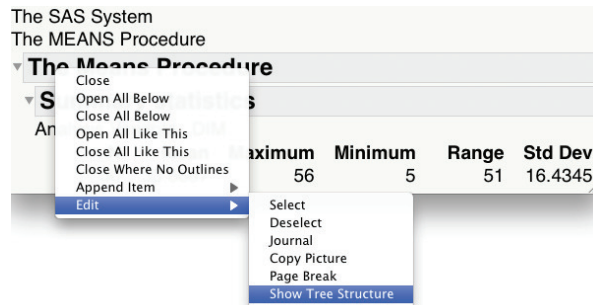 The SAS System
The MEANS Procedure
The Means Procedure
Close
Open All Below
Close All Below
Open All Like This
Close All Like This
Close Where No Outlines
Append Item
Edit
Maximum Minimum Range Std Dev
56 5 51 16.4345
Select
Deselect
Journal
Copy Picture
Page Break
Show Tree Structure